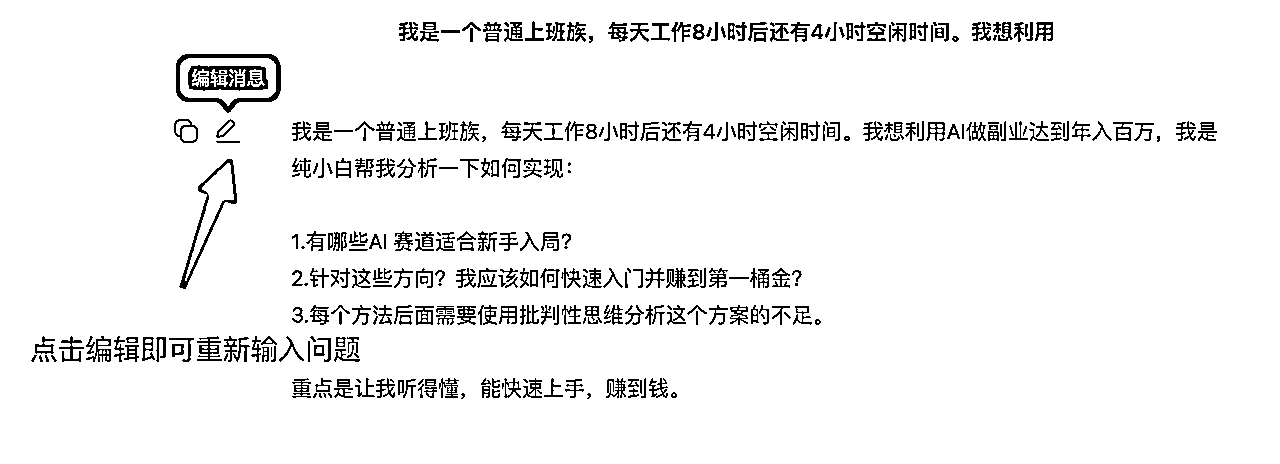 我是一个普通上班族，每天工作8小时后还有4小时空闲时间。我想利用
编辑消息
我是一个普通上班族，每天工作8小时后还有4小时空闲时间。我想利用AI做副业达到年入百万，我是
纯小白帮我分析一下如何实现：
1.有哪些AI 赛道适合新手入局？
2.针对这些方向？我应该如何快速入门并赚到第一桶金？
3.每个方法后面需要使用批判性思维分析这个方案的不足。
点击编辑即可重新输入问题
重点是让我听得懂，能快速上手，赚到钱。